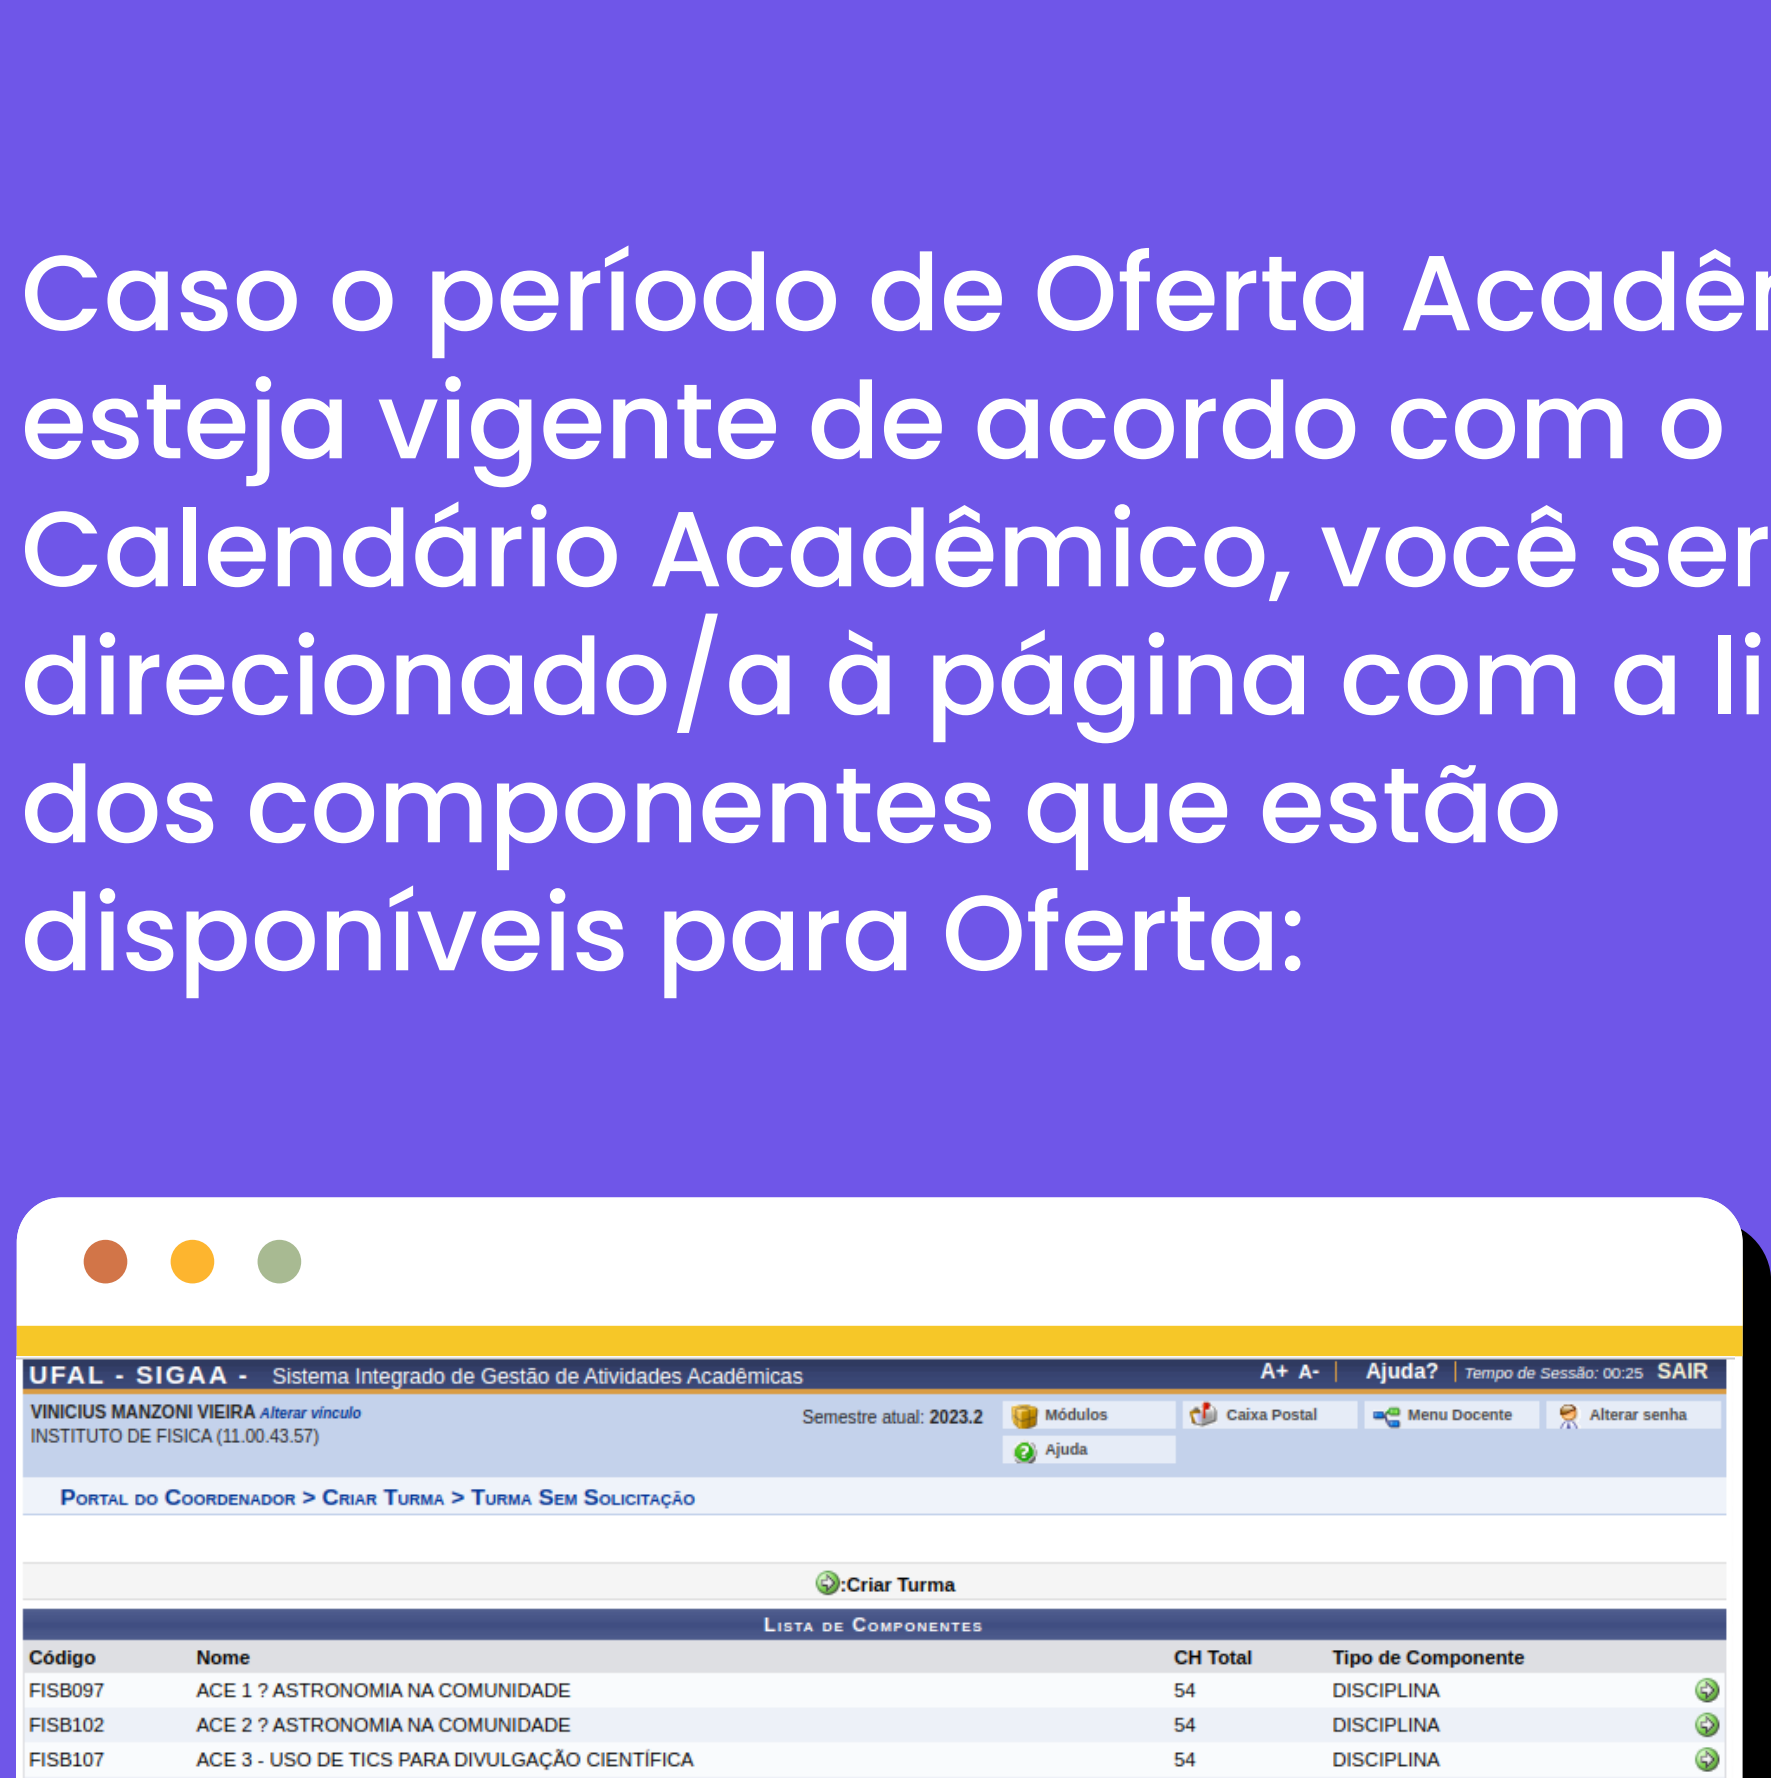 Caso o período de Oferta Acadêm
esteja vigente de acordo com o
Calendário Acadêmico, você ser
direcionado/a à página com a li
dos componentes que estão
disponíveis para Oferta:
UFAL - SIGAA - Sistema Integrado de Gestão de Atividades Acadêmicas A+ A- | Ajuda? | Tempo de Sessão: 00:25 SAIR
VINICIUS MANZONI VIEIRA Alterar vínculo Semestre atual: 2023.2 Módulos Caixa Postal Menu Docente Alterar senha
INSTITUTO DE FISICA (11.00.43.57) Ajuda
PORTAL DO COORDENADOR > CRIAR TURMA > TURMA SEM SOLICITAÇÃO
:Criar Turma
LISTA DE COMPONENTES
Código Nome CH Total Tipo de Componente
FISB097 ACE 1 ? ASTRONOMIA NA COMUNIDADE 54 DISCIPLINA
FISB102 ACE 2 ? ASTRONOMIA NA COMUNIDADE 54 DISCIPLINA
FISB107 ACE 3 - USO DE TICS PARA DIVULGAÇÃO CIENTÍFICA 54 DISCIPLINA